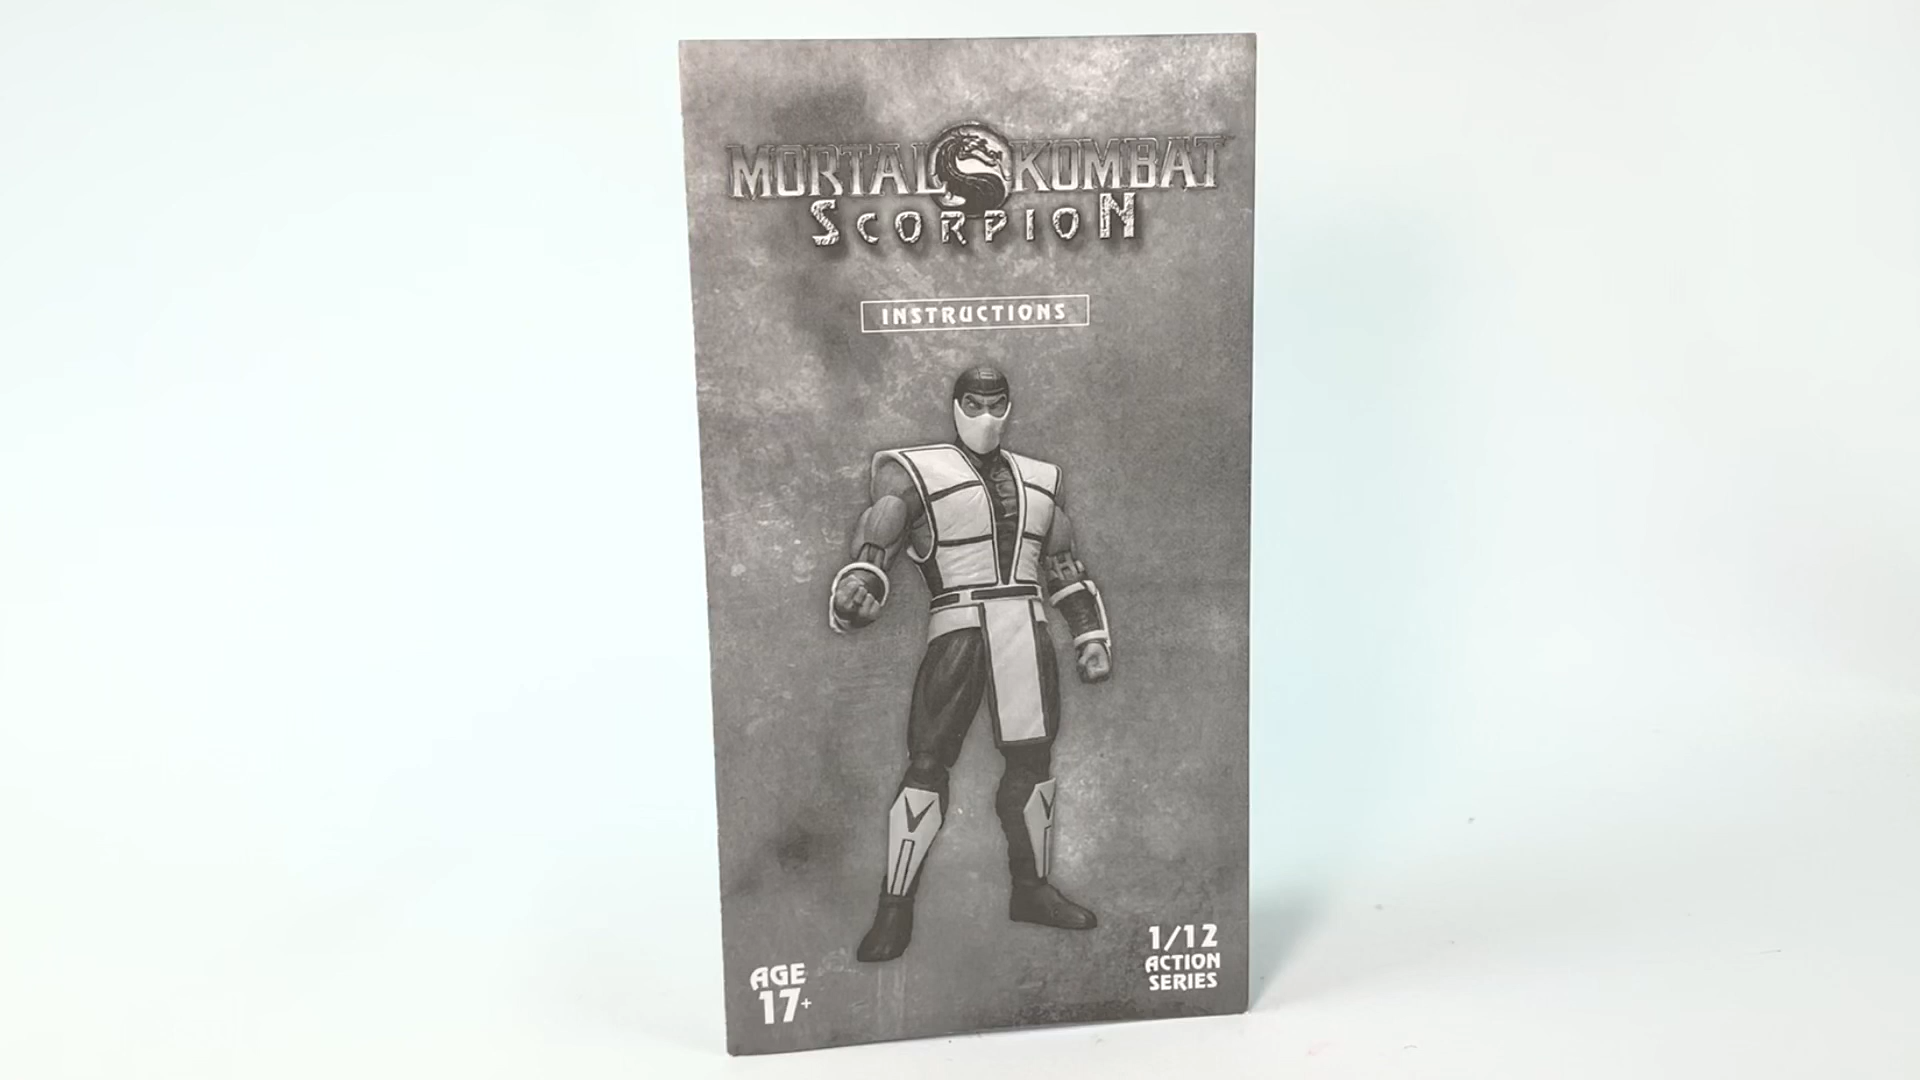 MORTAL KOMBAT
SCORPION
INSTRUCTIONS
AGE
17+
1/12
ACTION
SERIES